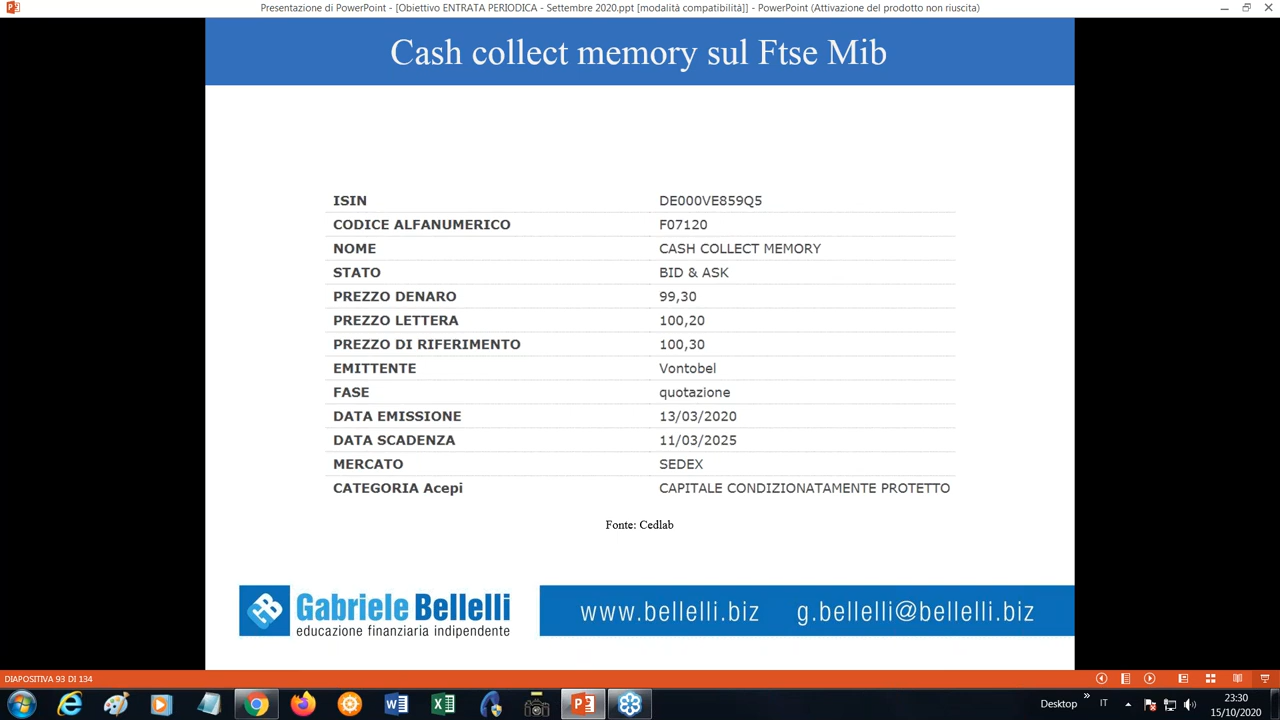 Presentazione di PowerPoint - [Obiettivo ENTRATA PERIODICA - Settembre 2020.ppt [modalità compatibilità]] - PowerPoint (Attivazione del prodotto non riuscita)
Cash collect memory sul Ftse Mib
ISIN DE000VE859Q5
CODICE ALFANUMERICO F07120
NOME CASH COLLECT MEMORY
STATO BID & ASK
PREZZO DENARO 99,30
PREZZO LETTERA 100,20
PREZZO DI RIFERIMENTO 100,30
EMITTENTE Vontobel
FASE quotazione
DATA EMISSIONE 13/03/2020
DATA SCADENZA 11/03/2025
MERCATO SEDEX
CATEGORIA Acepi CAPITALE CONDIZIONATAMENTE PROTETTO
Fonte: Cedlab
Gabriele Bellelli
educazione finanziaria indipendente
www.bellelli.biz g.bellelli@bellelli.biz
DIAPOSITIVA 93 DI 134
Desktop » IT 23:30
15/10/2020